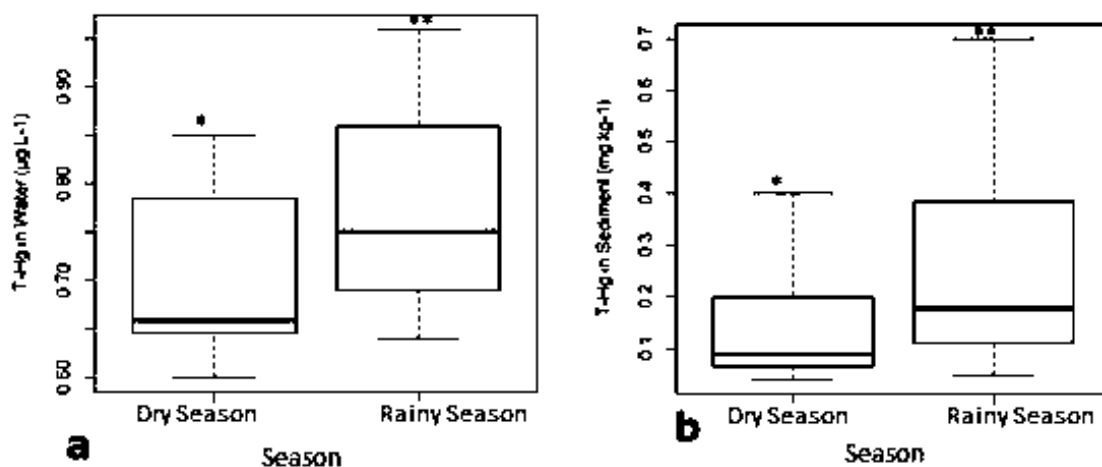 T-Hg in Water (µg L-1)
0.60
0.70
0.80
0.90
*
**
Dry Season
Rainy Season
a
Season
T-Hg in Sediment (mg kg-1)
0.1
0.2
0.3
0.4
0.5
0.6
0.7
*
**
Dry Season
Rainy Season
b
Season